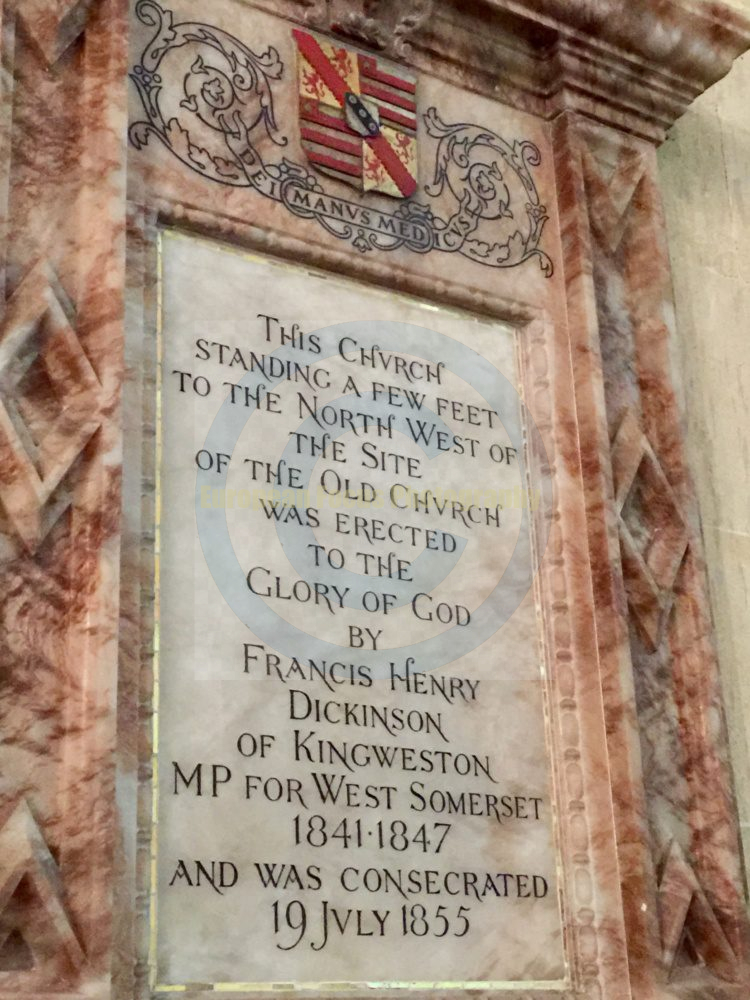 DEI MANVS MEDICVS
THIS CHVRCH
STANDING A FEW FEET
TO THE NORTH WEST OF
THE SITE
OF THE OLD CHVRCH
WAS ERECTED
TO THE
GLORY OF GOD
BY
FRANCIS HENRY
DICKINSON
OF KINGWESTON
MP FOR WEST SOMERSET
1841·1847
AND WAS CONSECRATED
19 JVLY 1855